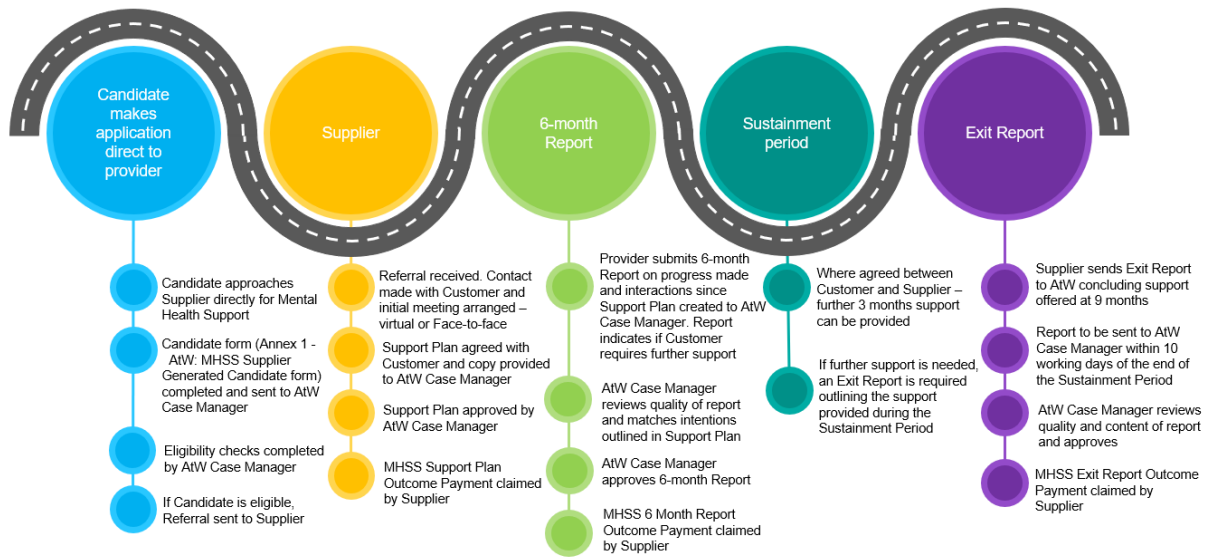 Candidate
makes
application
direct to
provider
Supplier
6-month
Report
Sustainment
period
Exit Report
Candidate approaches
Supplier directly for Mental
Health Support
Candidate form (Annex 1 -
AtW: MHSS Supplier
Generated Candidate form)
completed and sent to AtW
Case Manager
Eligibility checks completed
by AtW Case Manager
If Candidate is eligible,
Referral sent to Supplier
Referral received. Contact
made with Customer and
initial meeting arranged –
virtual or Face-to-face
Support Plan agreed with
Customer and copy provided
to AtW Case Manager
Support Plan approved by
AtW Case Manager
MHSS Support Plan
Outcome Payment claimed
by Supplier
Provider submits 6-month
Report on progress made
and interactions since
Support Plan created to AtW
Case Manager. Report
indicates if Customer
requires further support
AtW Case Manager
reviews quality of report
and matches intentions
outlined in Support Plan
AtW Case Manager
approves 6-month Report
MHSS 6 Month Report
Outcome Payment claimed
by Supplier
Where agreed between
Customer and Supplier –
further 3 months support
can be provided
If further support is needed,
an Exit Report is required
outlining the support
provided during the
Sustainment Period
Supplier sends Exit Report
to AtW concluding support
offered at 9 months
Report to be sent to AtW
Case Manager within 10
working days of the end of
the Sustainment Period
AtW Case Manager reviews
quality and content of report
and approves
MHSS Exit Report Outcome
Payment claimed by
Supplier